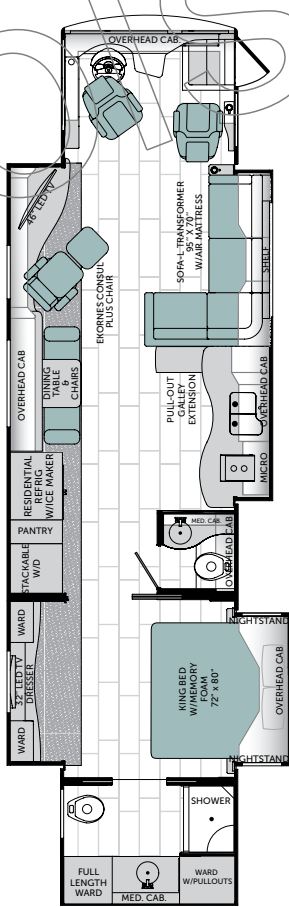 OVERHEAD CAB.
46" LED TV
SOFA-L TRANSFORMER
95" X 70"
W/AIR MATTRESS
SHELF
EKORNES CONSUL
PLUS CHAIR
OVERHEAD CAB
DINING
TABLE
&
CHAIRS
PULL-OUT
GALLEY
EXTENSION
OVERHEAD CAB
MICRO
RESIDENTIAL
REFRIG
W/ICE MAKER
PANTRY
STACKABLE
W/D
MED. CAB.
OVERHEAD CAB
WARD
32" LED TV
DRESSER
WARD
NIGHTSTAND
KING BED
W/MEMORY
FOAM
72" x 80"
OVERHEAD CAB
NIGHTSTAND
SHOWER
FULL
LENGTH
WARD
MED. CAB.
WARD
W/PULLOUTS